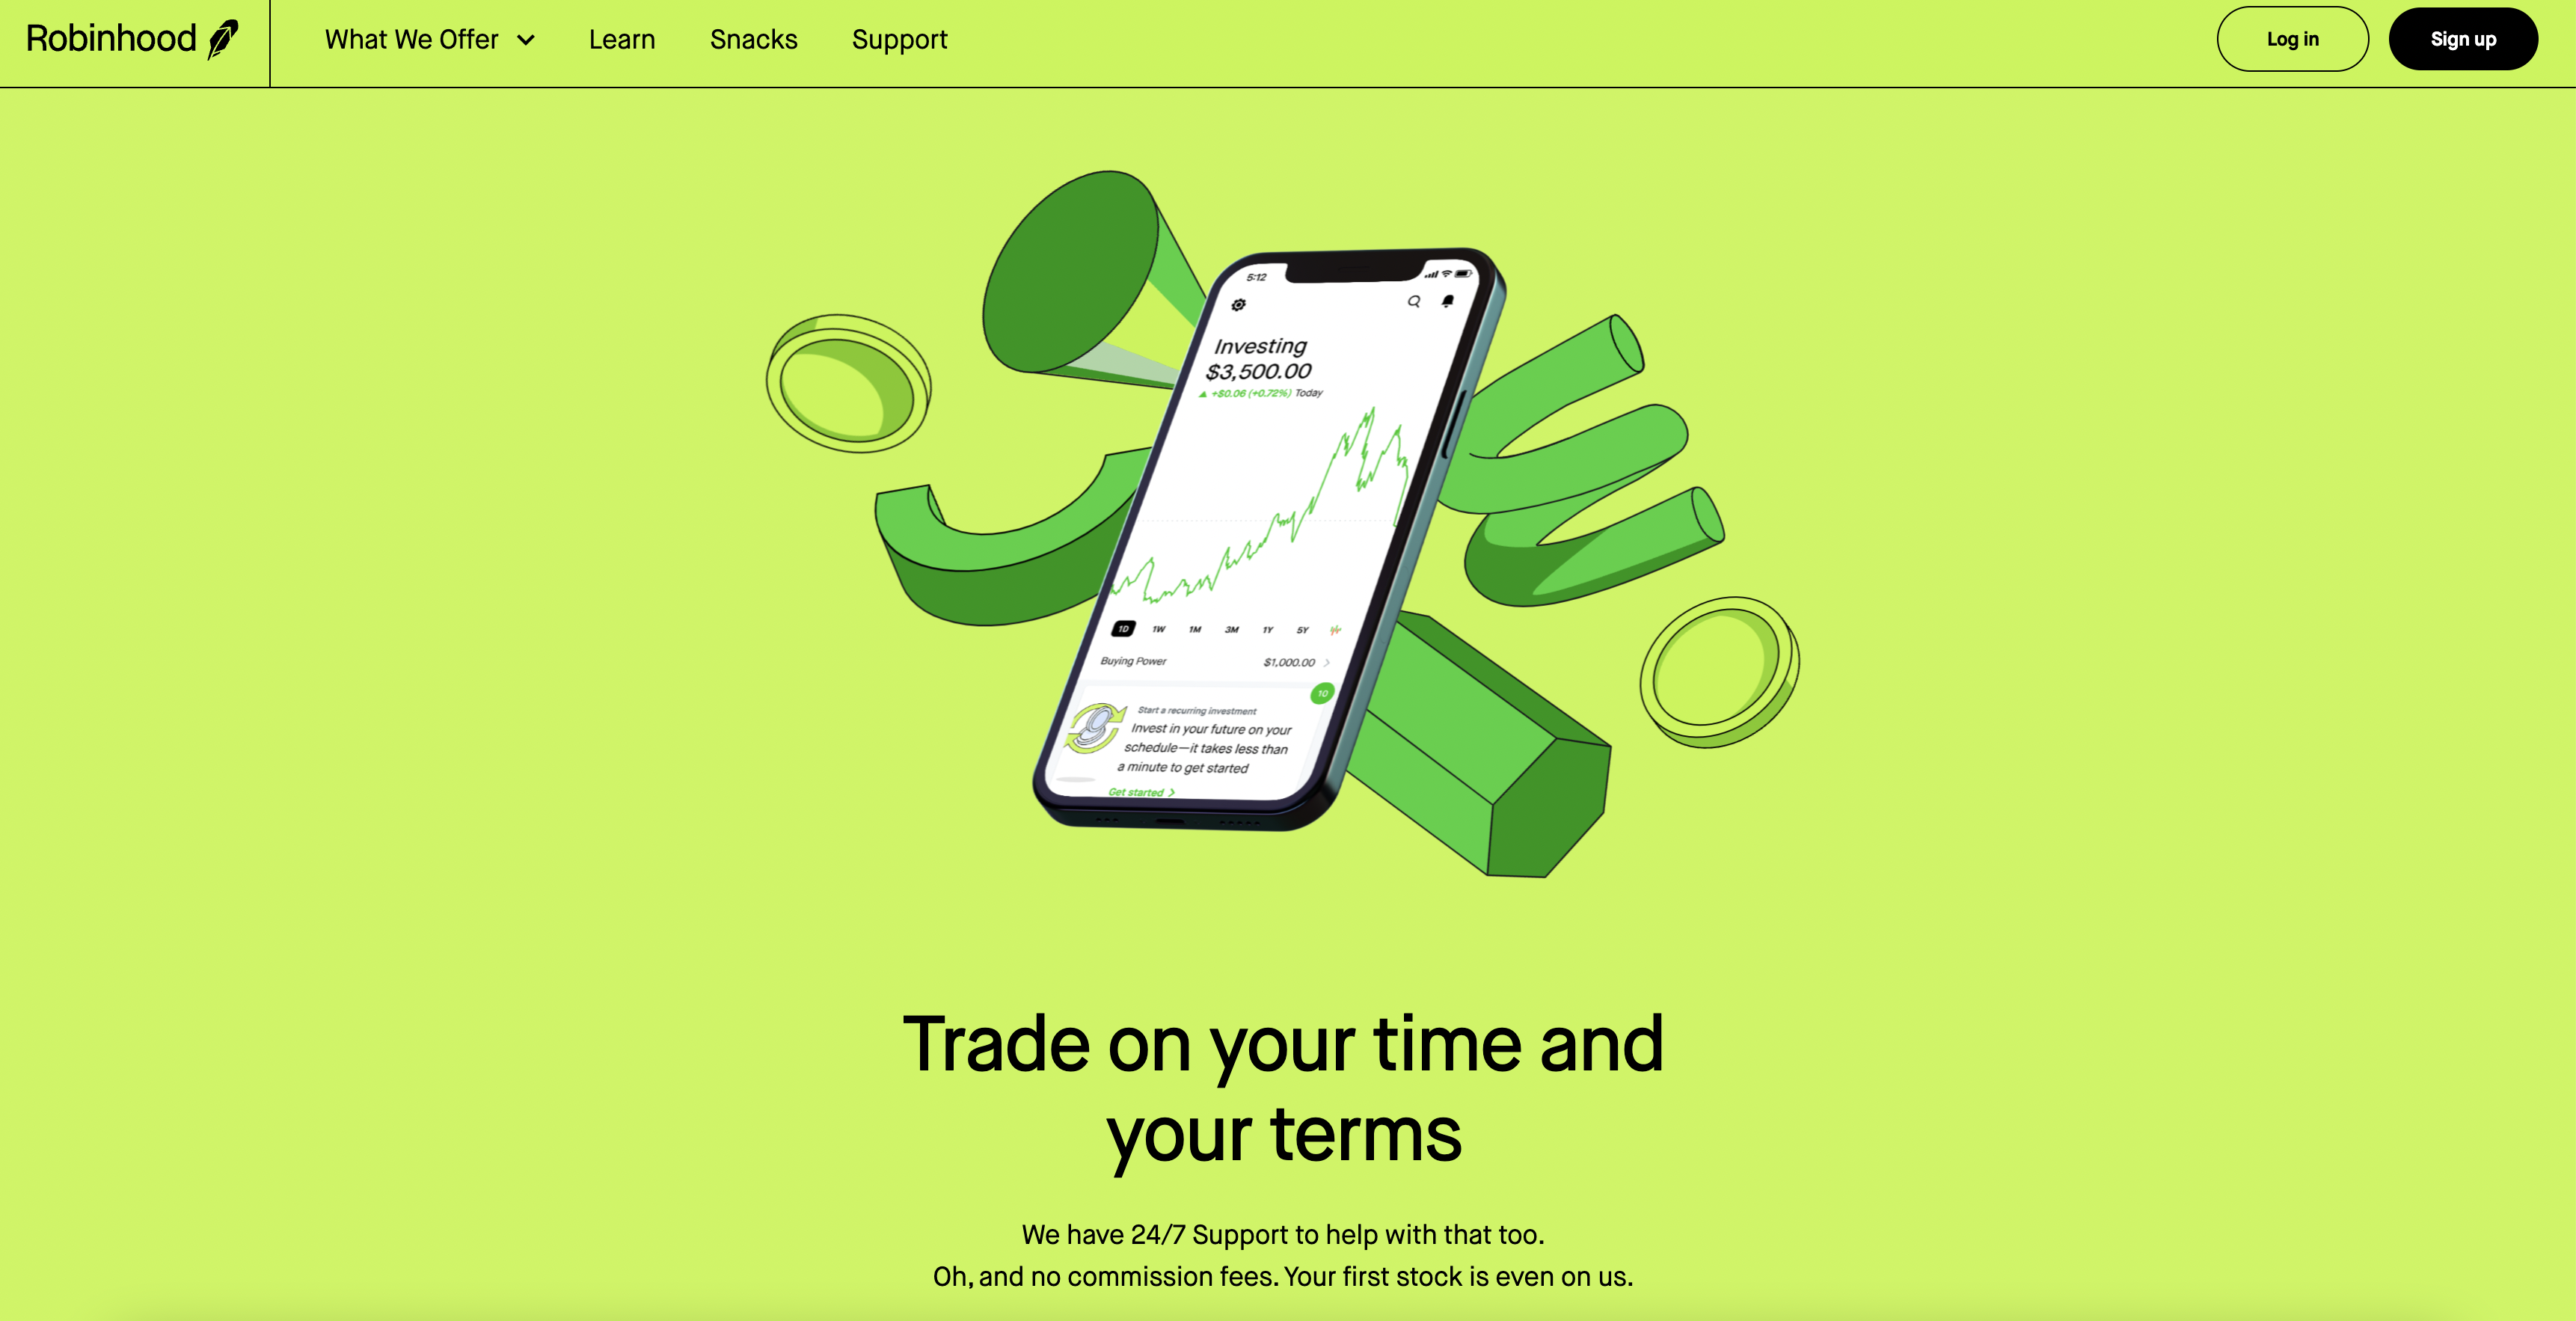 Robinhood
What We Offer
Learn
Snacks
Support
Log in
Sign up
5:12
Investing
$3,500.00
+$0.06 (+0.72%) Today
1D 1W 1M 3M 1Y 5Y
Buying Power $1,000.00
10
Start a recurring investment
Invest in your future on your
schedule—it takes less than
a minute to get started
Get started
Trade on your time and
your terms
We have 24/7 Support to help with that too.
Oh, and no commission fees. Your first stock is even on us.